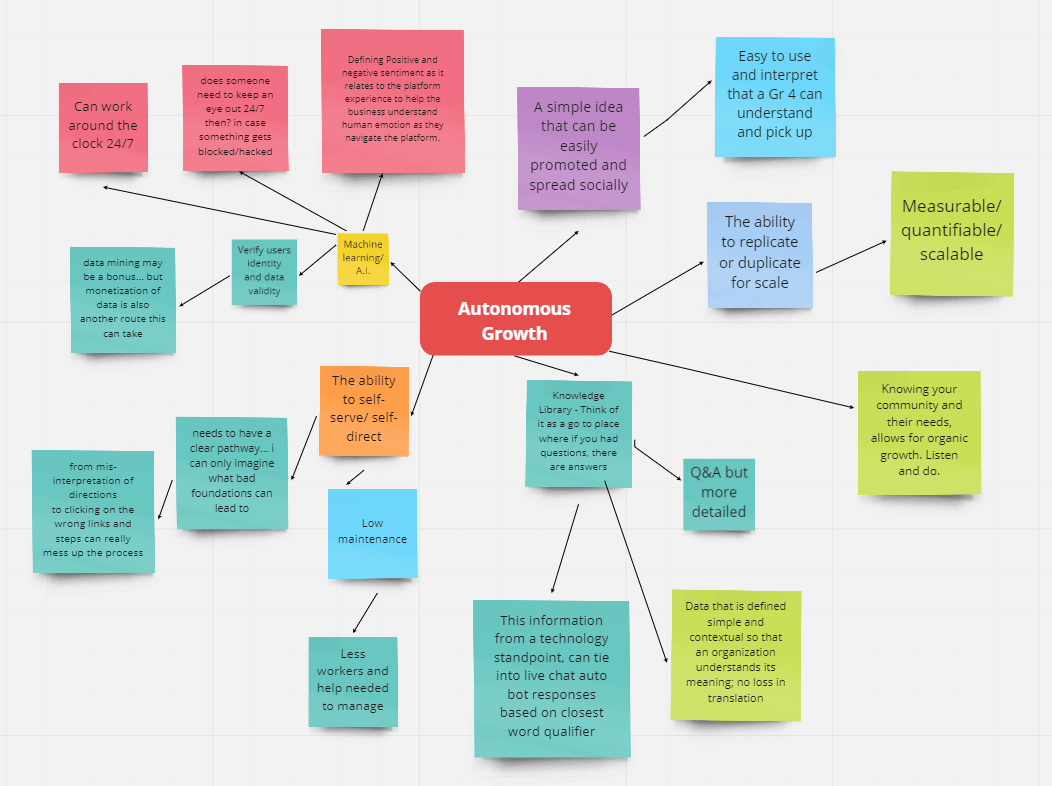 Can work
around the
clock 24/7
does someone
need to keep an
eye out 24/7
then? in case
something gets
blocked/hacked
Defining Positive and
negative sentiment as it
relates to the platform
experience to help the
business understand
human emotion as they
navigate the platform.
A simple idea
that can be
easily
promoted and
spread socially
Easy to use
and interpret
that a Gr 4 can
understand
and pick up
The ability
to replicate
or duplicate
for scale
Measurable/
quantifiable/
scalable
data mining may
be a bonus... but
monetization of
data is also
another route this
can take
Verify users
identity
and data
validity
Machine
learning/
A.I.
Autonomous
Growth
The ability
to self-
serve/ self-
direct
Knowledge
Library - Think of
it as a go to place
where if you had
questions, there
are answers
Knowing your
community and
their needs,
allows for organic
growth. Listen
and do.
from mis-
interpretation of
directions
to clicking on the
wrong links and
steps can really
mess up the process
needs to have a
clear pathway... i
can only imagine
what bad
foundations can
lead to
Low
maintenance
Q&A but
more
detailed
Less
workers and
help needed
to manage
This information
from a technology
standpoint, can tie
into live chat auto
bot responses
based on closest
word qualifier
Data that is defined
simple and
contextual so that
an organization
understands its
meaning; no loss in
translation